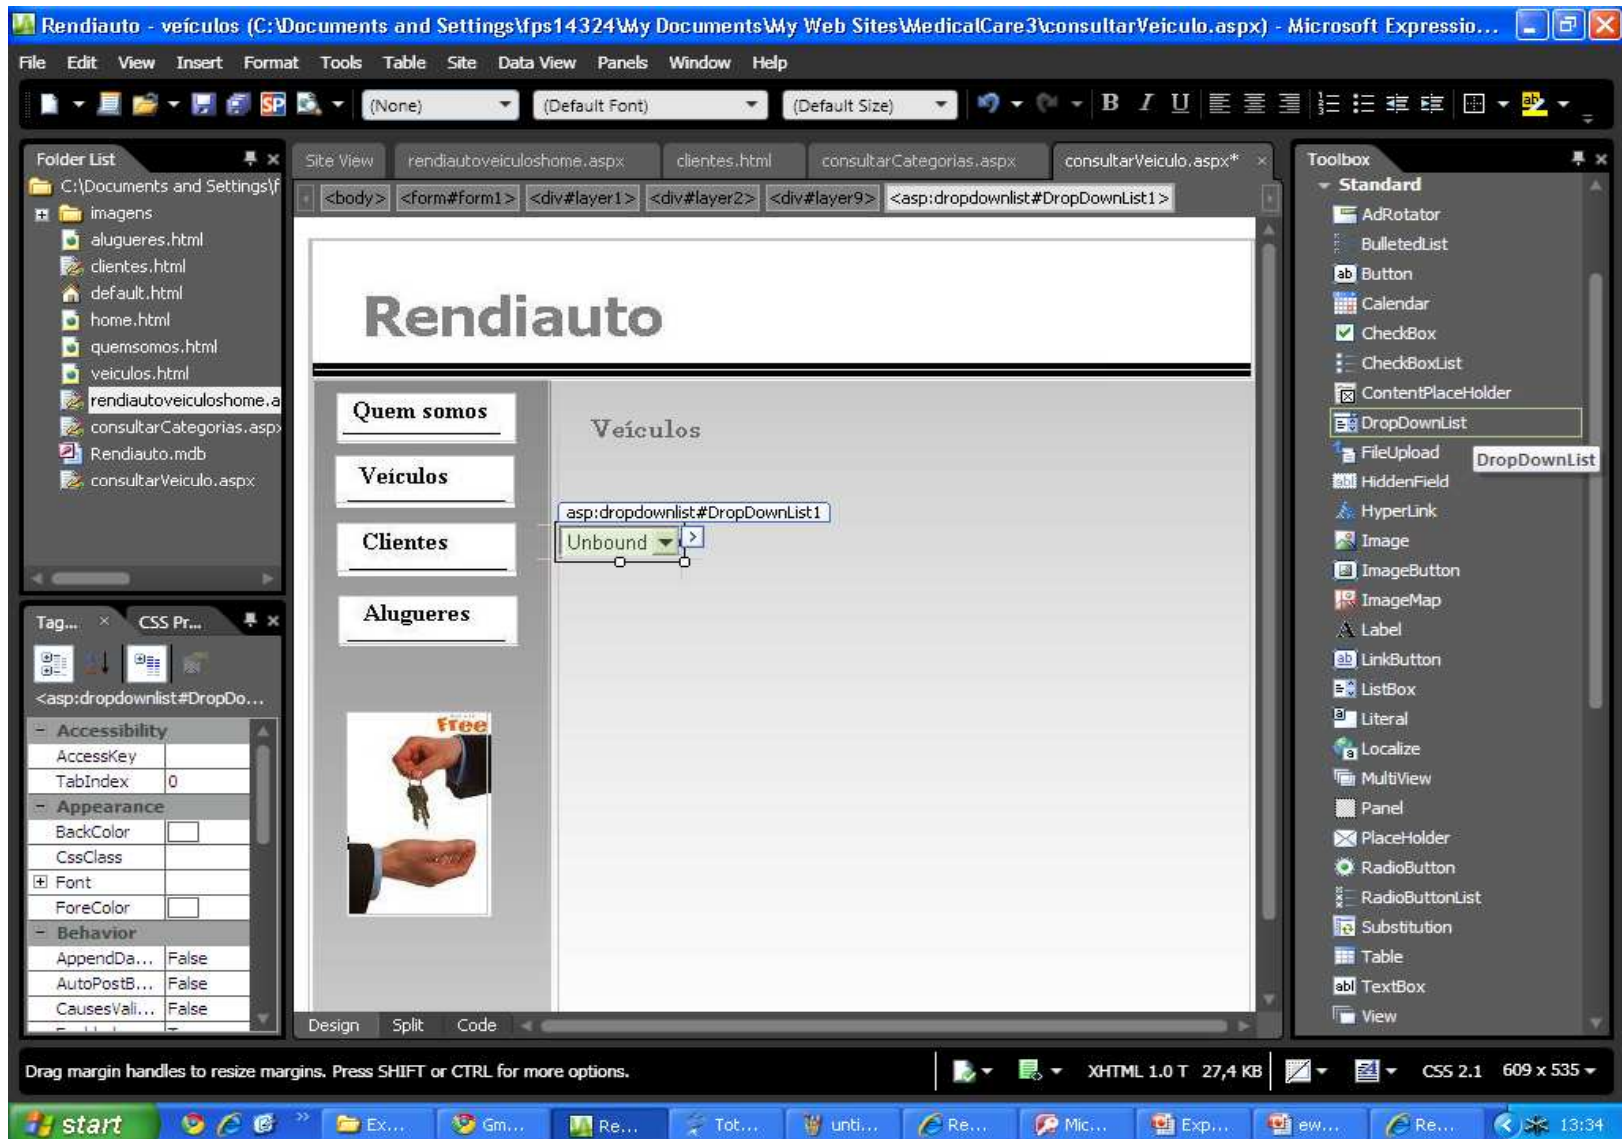 Rendiauto - veículos (C:\Documents and Settings\fps14324\My Documents\My Web Sites\MedicalCare3\consultarVeiculo.aspx) - Microsoft Expressio...
File Edit View Insert Format Tools Table Site Data View Panels Window Help
(None) (Default Font) (Default Size) B I U
Folder List
C:\Documents and Settings\f
imagens
alugueres.html
clientes.html
default.html
home.html
quemsomos.html
veiculos.html
rendiautoveiculoshome.a
consultarCategorias.asp
Rendiauto.mdb
consultarVeiculo.aspx
Tag... CSS Pr...
<asp:dropdownlist#DropDo...
Accessibility
AccessKey
TabIndex 0
Appearance
BackColor
CssClass
Font
ForeColor
Behavior
AppendDa... False
AutoPostB... False
CausesVali... False
Site View rendiautoveiculoshome.aspx clientes.html consultarCategorias.aspx consultarVeiculo.aspx*
<body> <form#form1> <div#layer1> <div#layer2> <div#layer9> <asp:dropdownlist#DropDownList1>
Rendiauto
Quem somos
Veículos
Clientes
Alugueres
Free
Veículos
asp:dropdownlist#DropDownList1
Unbound
Design Split Code
Toolbox
Standard
AdRotator
BulletedList
Button
Calendar
CheckBox
CheckBoxList
ContentPlaceHolder
DropDownList
FileUpload
DropDownList
HiddenField
HyperLink
Image
ImageButton
ImageMap
Label
LinkButton
ListBox
Literal
Localize
MultiView
Panel
PlaceHolder
RadioButton
RadioButtonList
Substitution
Table
TextBox
View
Drag margin handles to resize margins. Press SHIFT or CTRL for more options. XHTML 1.0 T 27,4 KB CSS 2.1 609 x 535
start Ex... Gm... Re... Tot... unti... Re... Mic... Exp... ew... Re... 13:34